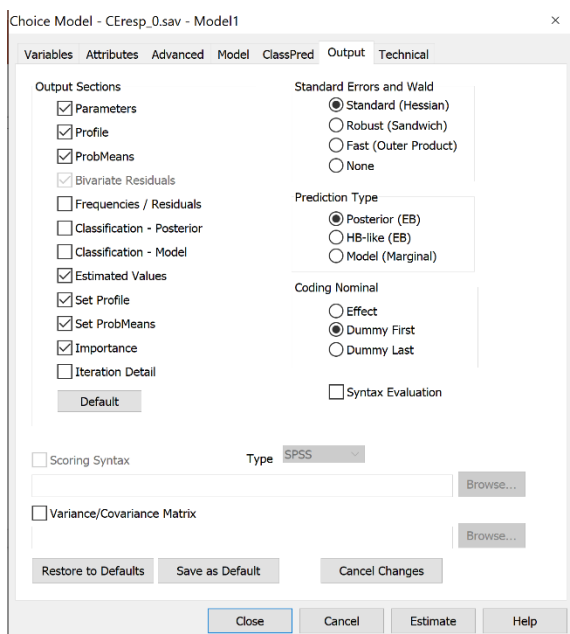 Choice Model - CEresp_0.sav - Model1
Variables Attributes Advanced Model ClassPred Output Technical
Output Sections
Parameters
Profile
ProbMeans
Bivariate Residuals
Frequencies / Residuals
Classification - Posterior
Classification - Model
Estimated Values
Set Profile
Set ProbMeans
Importance
Iteration Detail
Default
Standard Errors and Wald
Standard (Hessian)
Robust (Sandwich)
Fast (Outer Product)
None
Prediction Type
Posterior (EB)
HB-like (EB)
Model (Marginal)
Coding Nominal
Effect
Dummy First
Dummy Last
Syntax Evaluation
Scoring Syntax Type SPSS
Browse...
Variance/Covariance Matrix
Browse...
Restore to Defaults Save as Default Cancel Changes
Close Cancel Estimate Help